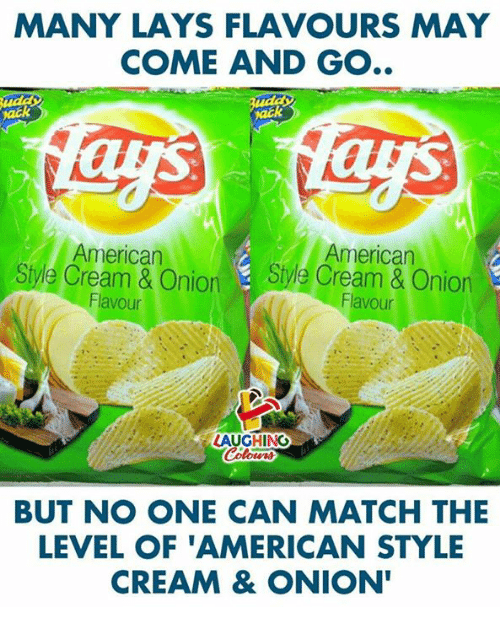 MANY LAYS FLAVOURS MAY
COME AND GO..
Buddy
Pack
Lay's
American
Style Cream & Onion
Flavour
Buddy
Pack
Lay's
American
Style Cream & Onion
Flavour
LAUGHING
Colours
BUT NO ONE CAN MATCH THE
LEVEL OF 'AMERICAN STYLE
CREAM & ONION'